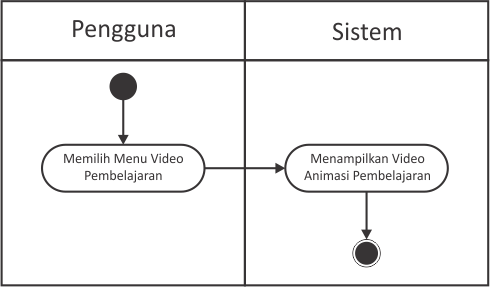 Pengguna
Sistem
Memilih Menu Video
Pembelajaran
Menampilkan Video
Animasi Pembelajaran